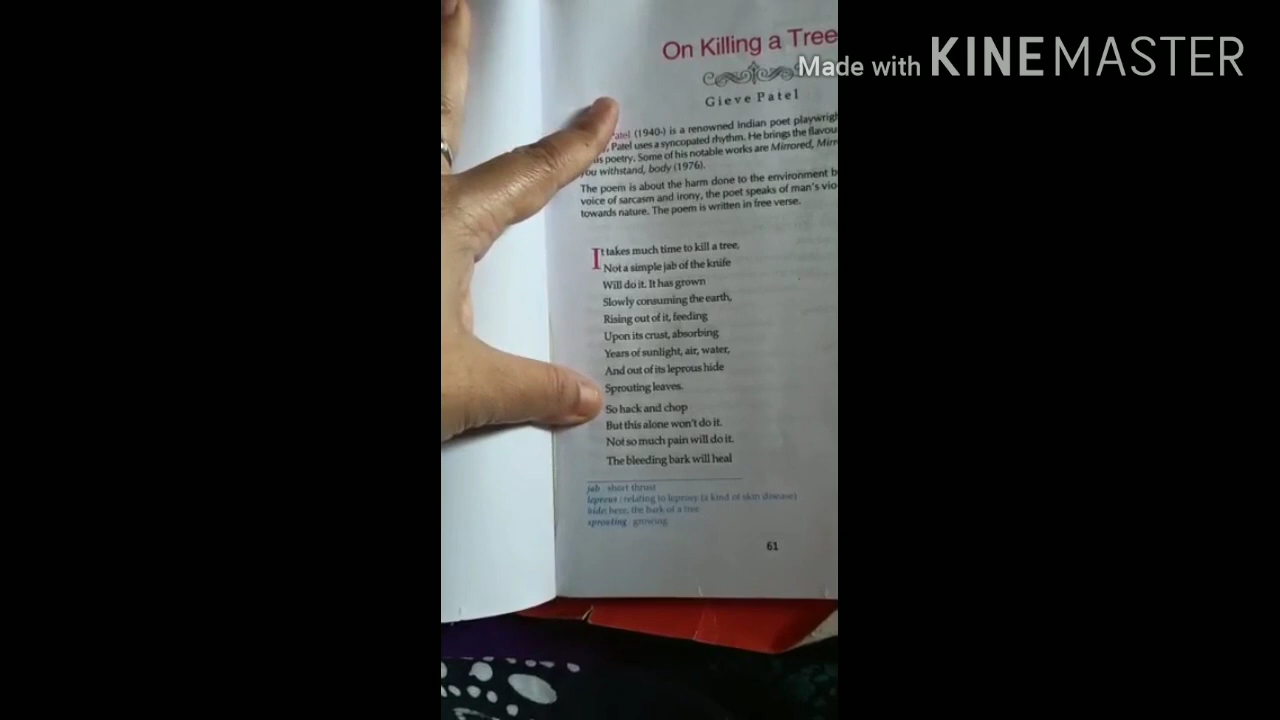 On Killing a Tree
Made with KINEMASTER
Gieve Patel
Patel (1940-) is a renowned Indian poet playwrigh
Patel uses a syncopated rhythm. He brings the flavou
poetry. Some of his notable works are Mirrored, Mirr
you withstand, body (1976).
The poem is about the harm done to the environment b
voice of sarcasm and irony, the poet speaks of man's vio
towards nature. The poem is written in free verse.
It takes much time to kill a tree,
Not a simple jab of the knife
Will do it. It has grown
Slowly consuming the earth,
Rising out of it, feeding
Upon its crust, absorbing
Years of sunlight, air, water,
And out of its leprous hide
Sprouting leaves.
So hack and chop
But this alone won't do it.
Not so much pain will do it.
The bleeding bark will heal
jab : short thrust
leprous : relating to leprosy (a kind of skin disease)
hide: here, the bark of a tree
sprouting : growing
61